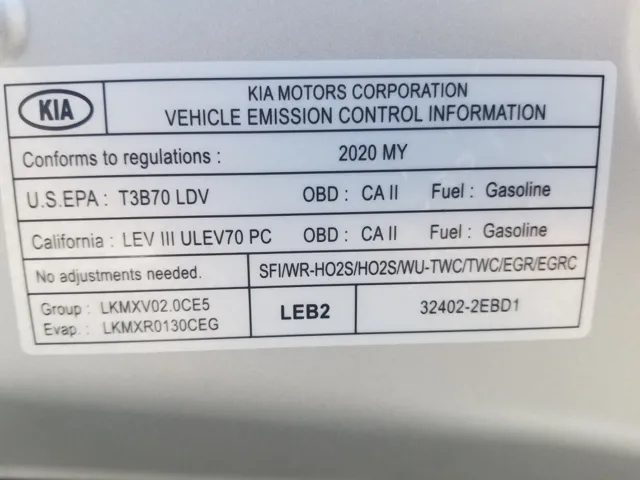 KIA
KIA MOTORS CORPORATION
VEHICLE EMISSION CONTROL INFORMATION
Conforms to regulations : 2020 MY
U.S.EPA : T3B70 LDV OBD : CA II Fuel : Gasoline
California : LEV III ULEV70 PC OBD : CA II Fuel : Gasoline
No adjustments needed. SFI/WR-HO2S/HO2S/WU-TWC/TWC/EGR/EGRC
Group : LKMXV02.0CE5
Evap. : LKMXR0130CEG
LEB2
32402-2EBD1